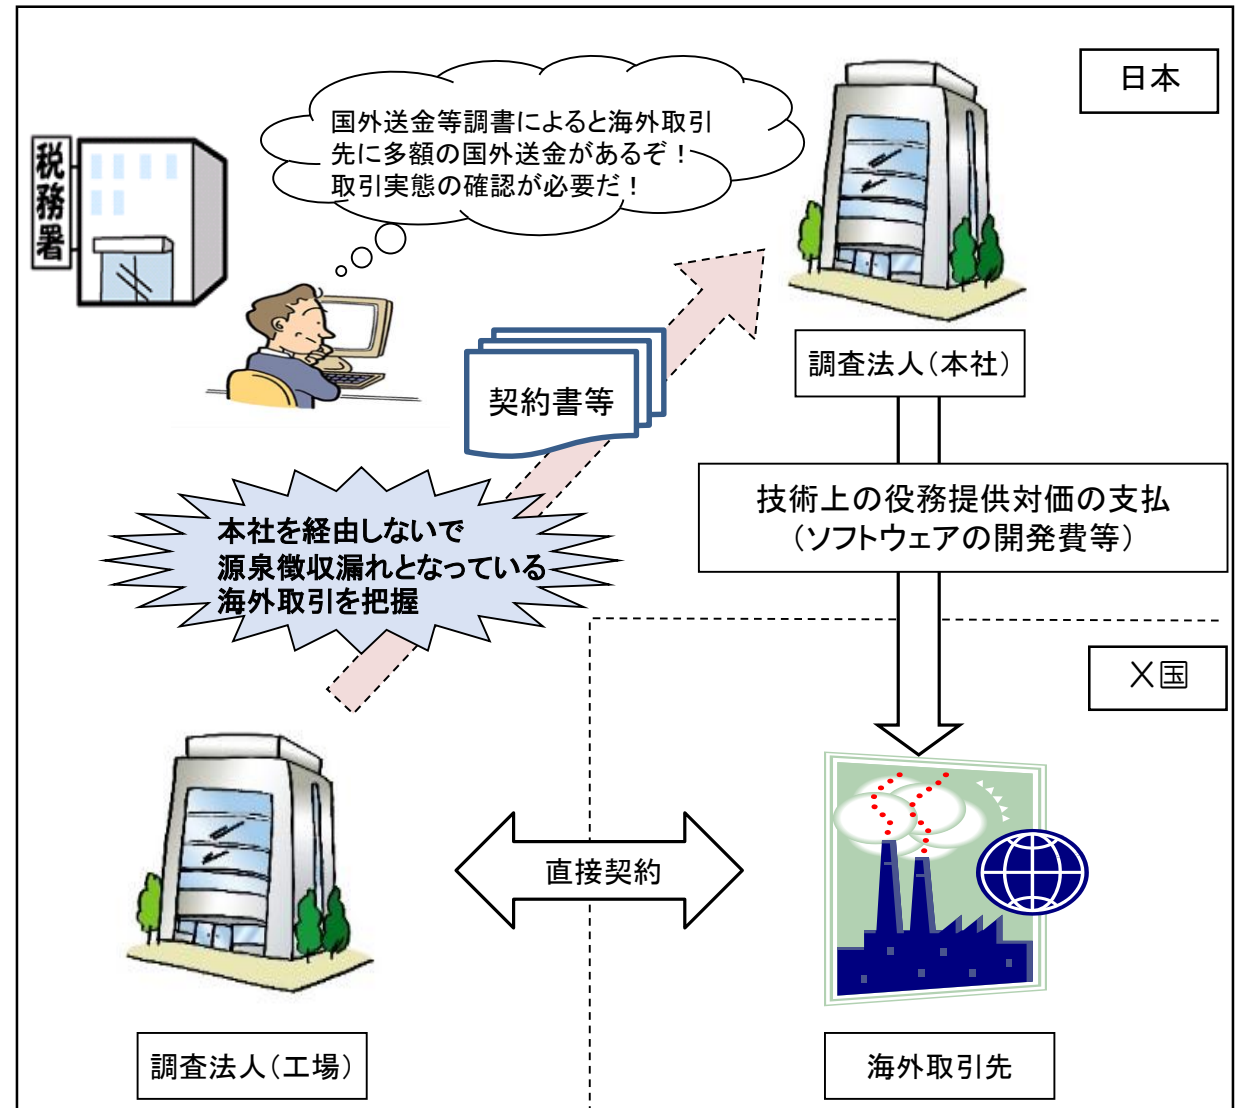 日本
国外送金等調書によると海外取引
先に多額の国外送金があるぞ!
取引実態の確認が必要だ!
税務署
調査法人(本社)
契約書等
技術上の役務提供対価の支払
(ソフトウェアの開発費等)
本社を経由しないで
源泉徴収漏れとなっている
海外取引を把握
X国
直接契約
調査法人(工場)
海外取引先